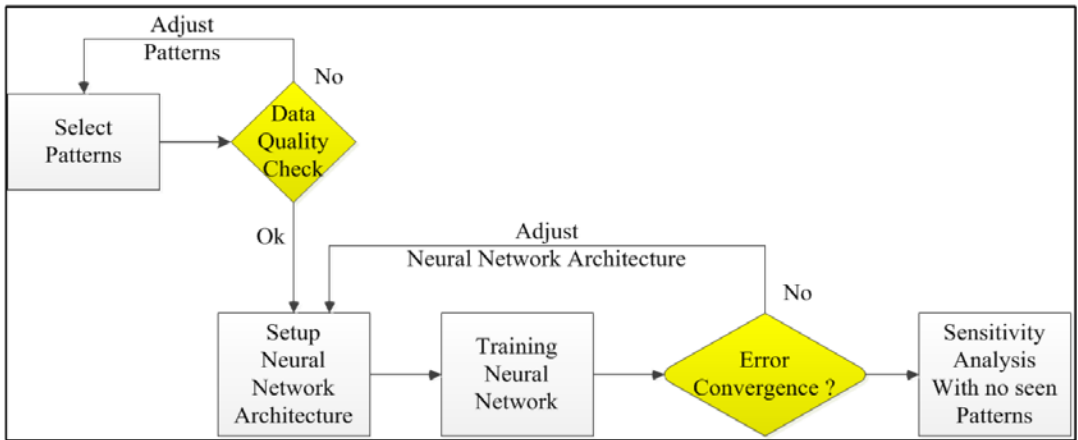 Adjust
Patterns
No
Select
Patterns
Data
Quality
Check
Ok
Adjust
Neural Network Architecture
No
Setup
Neural
Network
Architecture
Training
Neural
Network
Error
Convergence ?
Sensitivity
Analysis
With no seen
Patterns